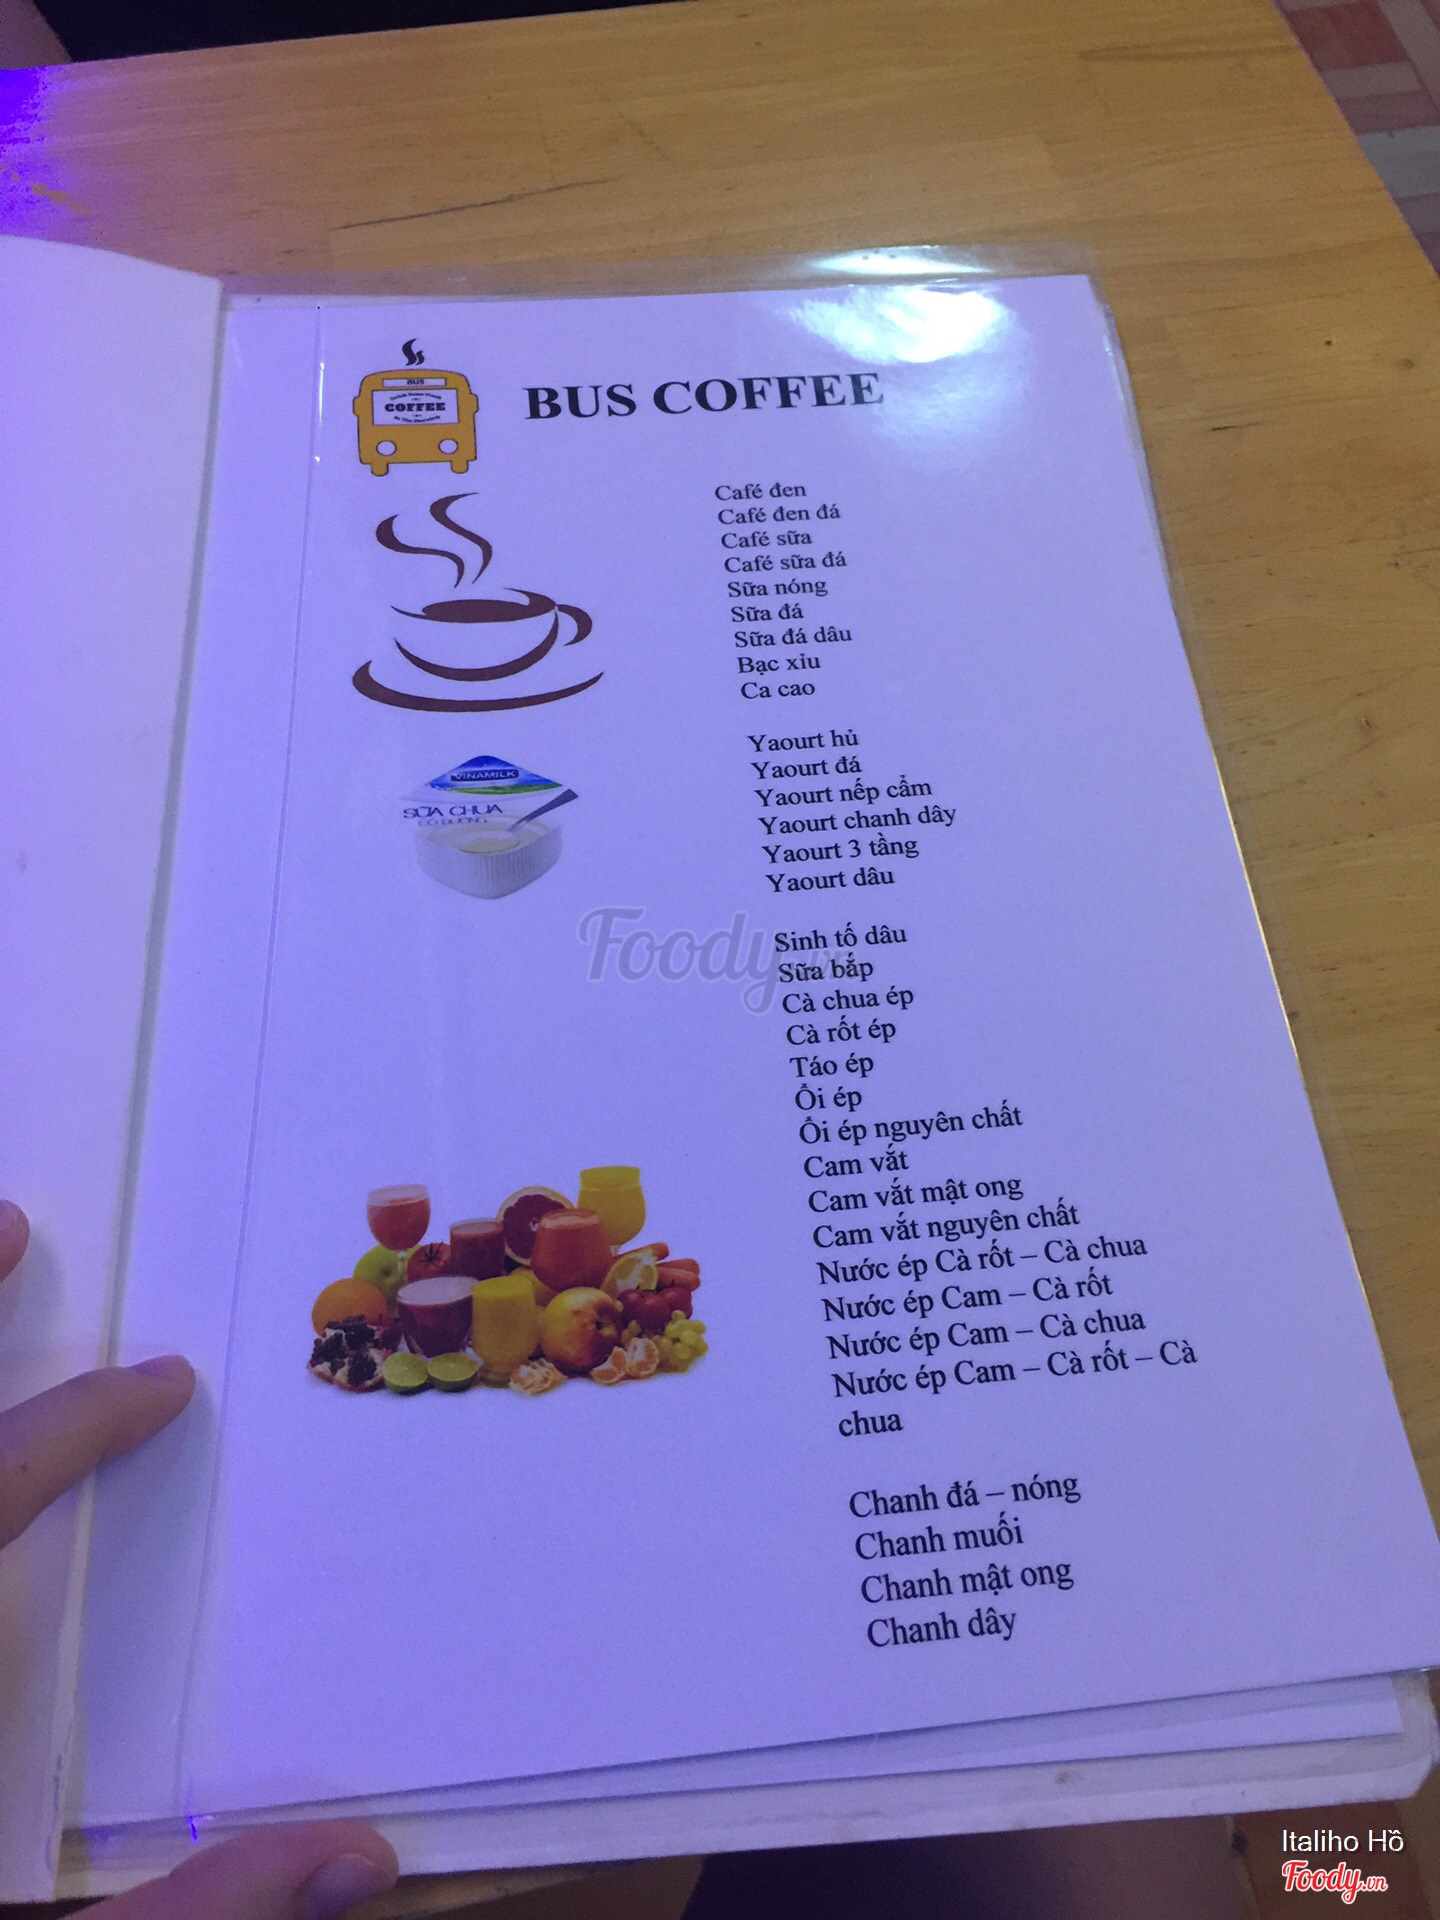 BUS
COFFEE
BUS COFFEE
Café đen
Café đen đá
Café sữa
Café sữa đá
Sữa nóng
Sữa đá
Sữa đá dâu
Bạc xỉu
Ca cao
VINAMILK
SỮA CHUA
CÓ ĐƯỜNG
Yaourt hủ
Yaourt đá
Yaourt nếp cẩm
Yaourt chanh dây
Yaourt 3 tầng
Yaourt dâu
Foody.vn
Sinh tố dâu
Sữa bắp
Cà chua ép
Cà rốt ép
Táo ép
Ổi ép
Ổi ép nguyên chất
Cam vắt
Cam vắt mật ong
Cam vắt nguyên chất
Nước ép Cà rốt – Cà chua
Nước ép Cam – Cà rốt
Nước ép Cam – Cà chua
Nước ép Cam – Cà rốt – Cà
chua
Chanh đá – nóng
Chanh muối
Chanh mật ong
Chanh dây
Italiho Hồ
Foody.vn